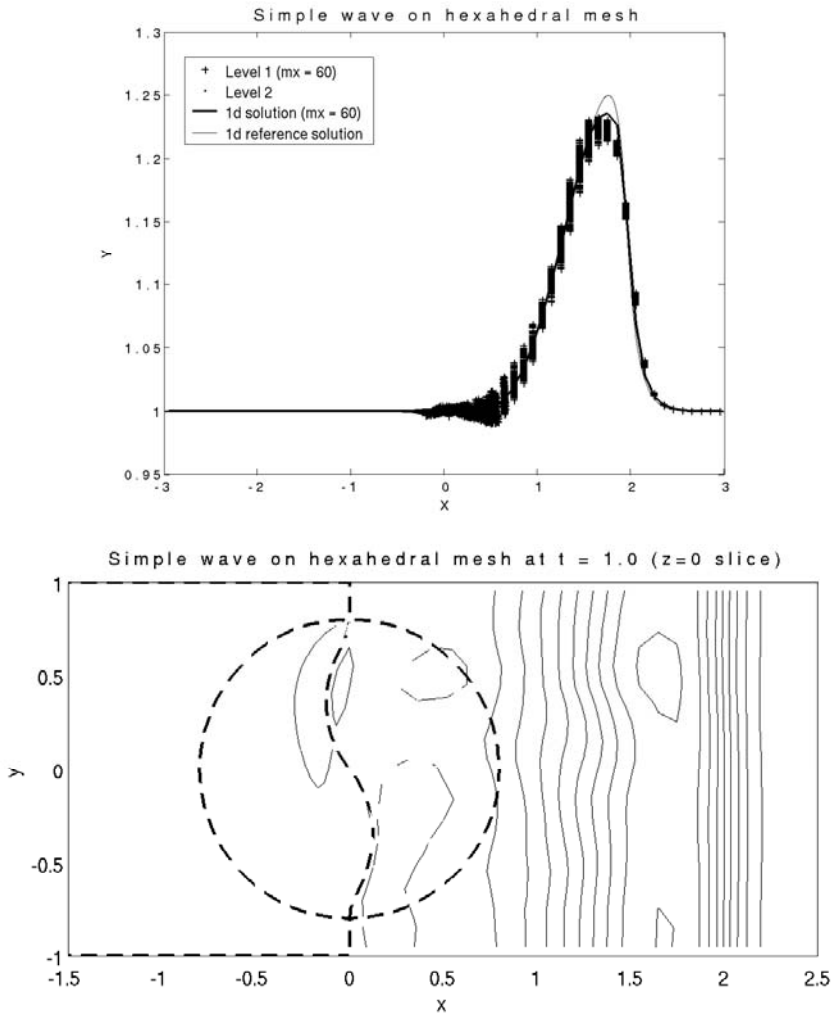 Simple wave on hexahedral mesh
1.3
1.25
1.2
1.15
1.1
1.05
1
0.95
Y
Level 1 (mx = 60)
Level 2
1d solution (mx = 60)
1d reference solution
-3 -2 -1 0 1 2 3
X
Simple wave on hexahedral mesh at t = 1.0 (z=0 slice)
1
0.5
0
-0.5
-1
y
-1.5 -1 -0.5 0 0.5 1 1.5 2 2.5
X